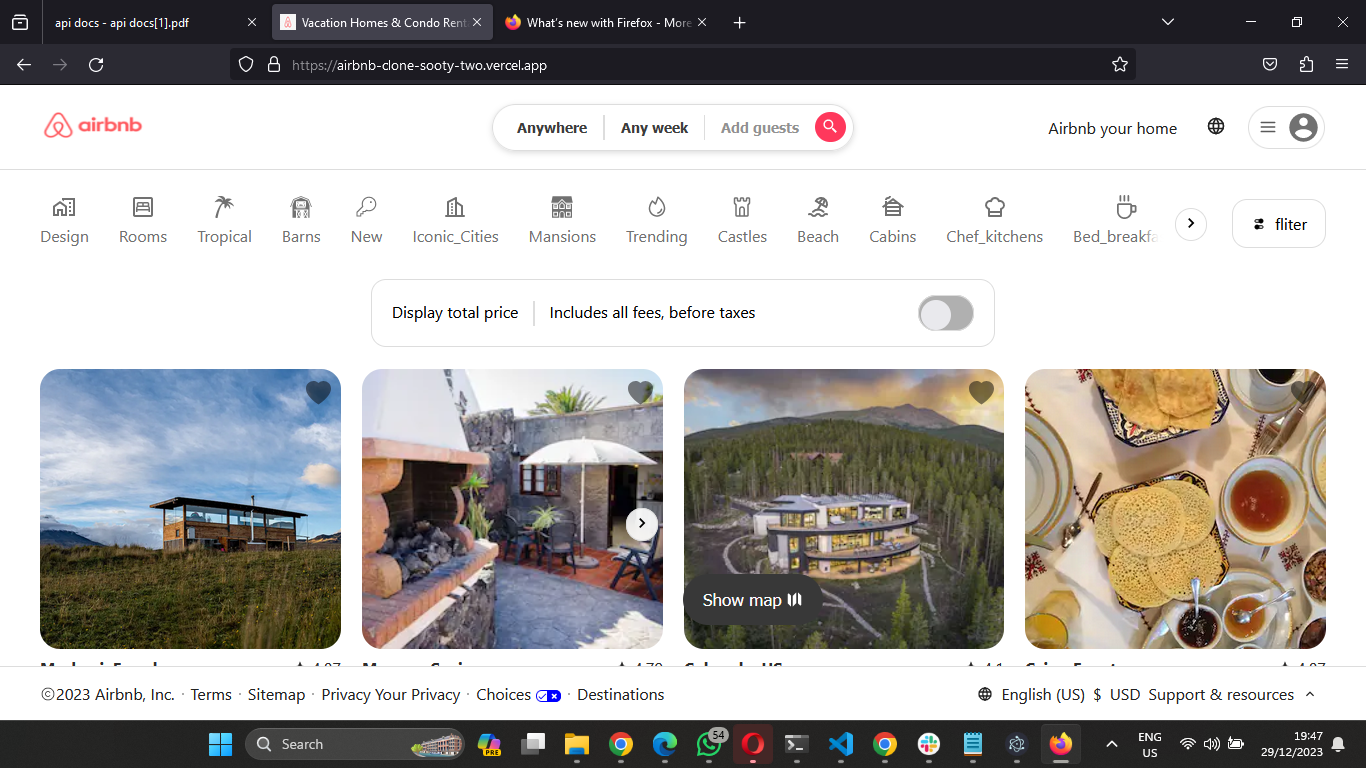 api docs - api docs[1].pdf
Vacation Homes & Condo Rent
What's new with Firefox - More
https://airbnb-clone-sooty-two.vercel.app
airbnb
Anywhere
Any week
Add guests
Airbnb your home
Design
Rooms
Tropical
Barns
New
Iconic_Cities
Mansions
Trending
Castles
Beach
Cabins
Chef_kitchens
Bed_breakfa
fliter
Display total price
Includes all fees, before taxes
Show map
©2023 Airbnb, Inc. · Terms · Sitemap · Privacy Your Privacy · Choices · Destinations
English (US) $ USD Support & resources
Search
PRE
54
ENG
US
19:47
29/12/2023